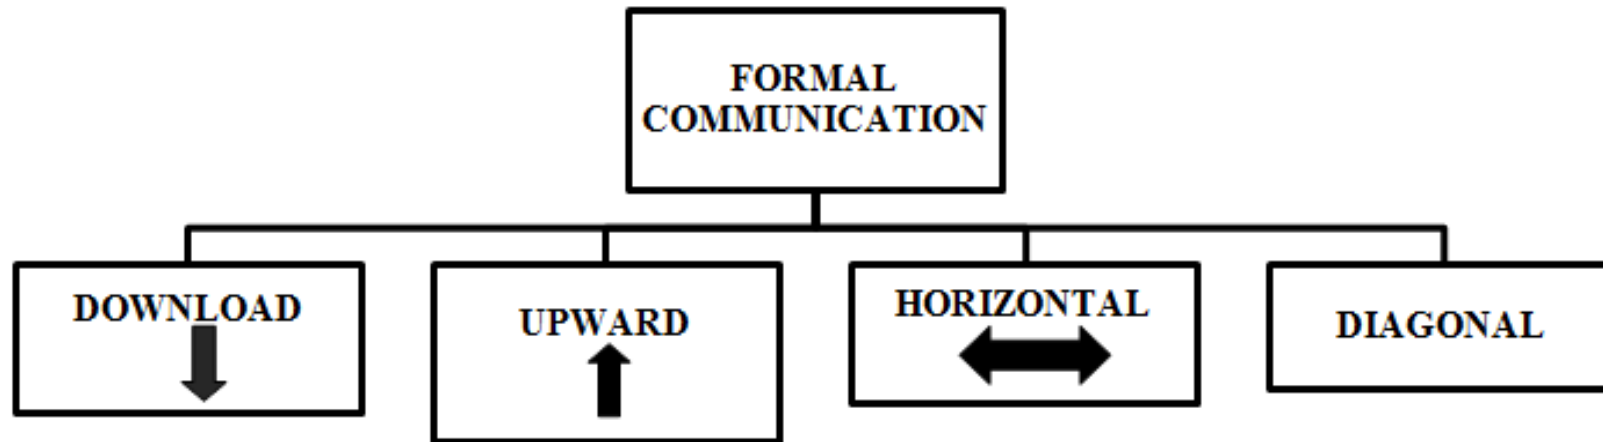 FORMAL
COMMUNICATION
DOWNLOAD
UPWARD
HORIZONTAL
DIAGONAL